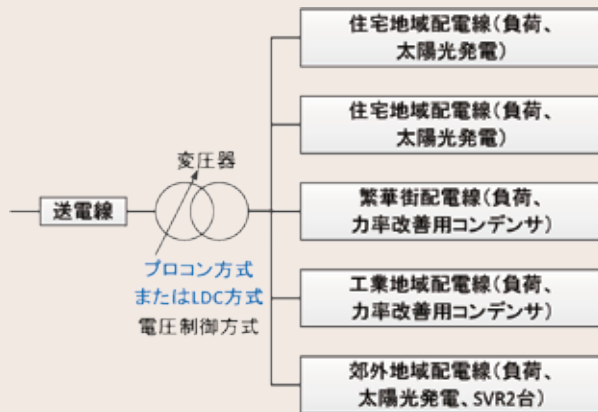 住宅地域配電線(負荷、
太陽光発電)
住宅地域配電線(負荷、
太陽光発電)
変圧器
繁華街配電線(負荷、
力率改善用コンデンサ)
送電線
プロコン方式
またはLDC方式
電圧制御方式
工業地域配電線(負荷、
力率改善用コンデンサ)
郊外地域配電線(負荷、
太陽光発電、SVR2台)